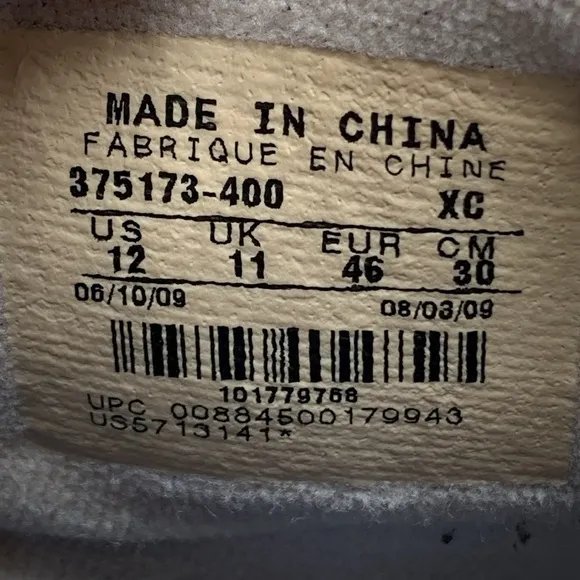 MADE IN CHINA
FABRIQUE EN CHINE
375173-400 XC
US UK EUR CM
12 11 46 30
06/10/09 08/03/09
101779768
UPC 00884500179943
US5713141*